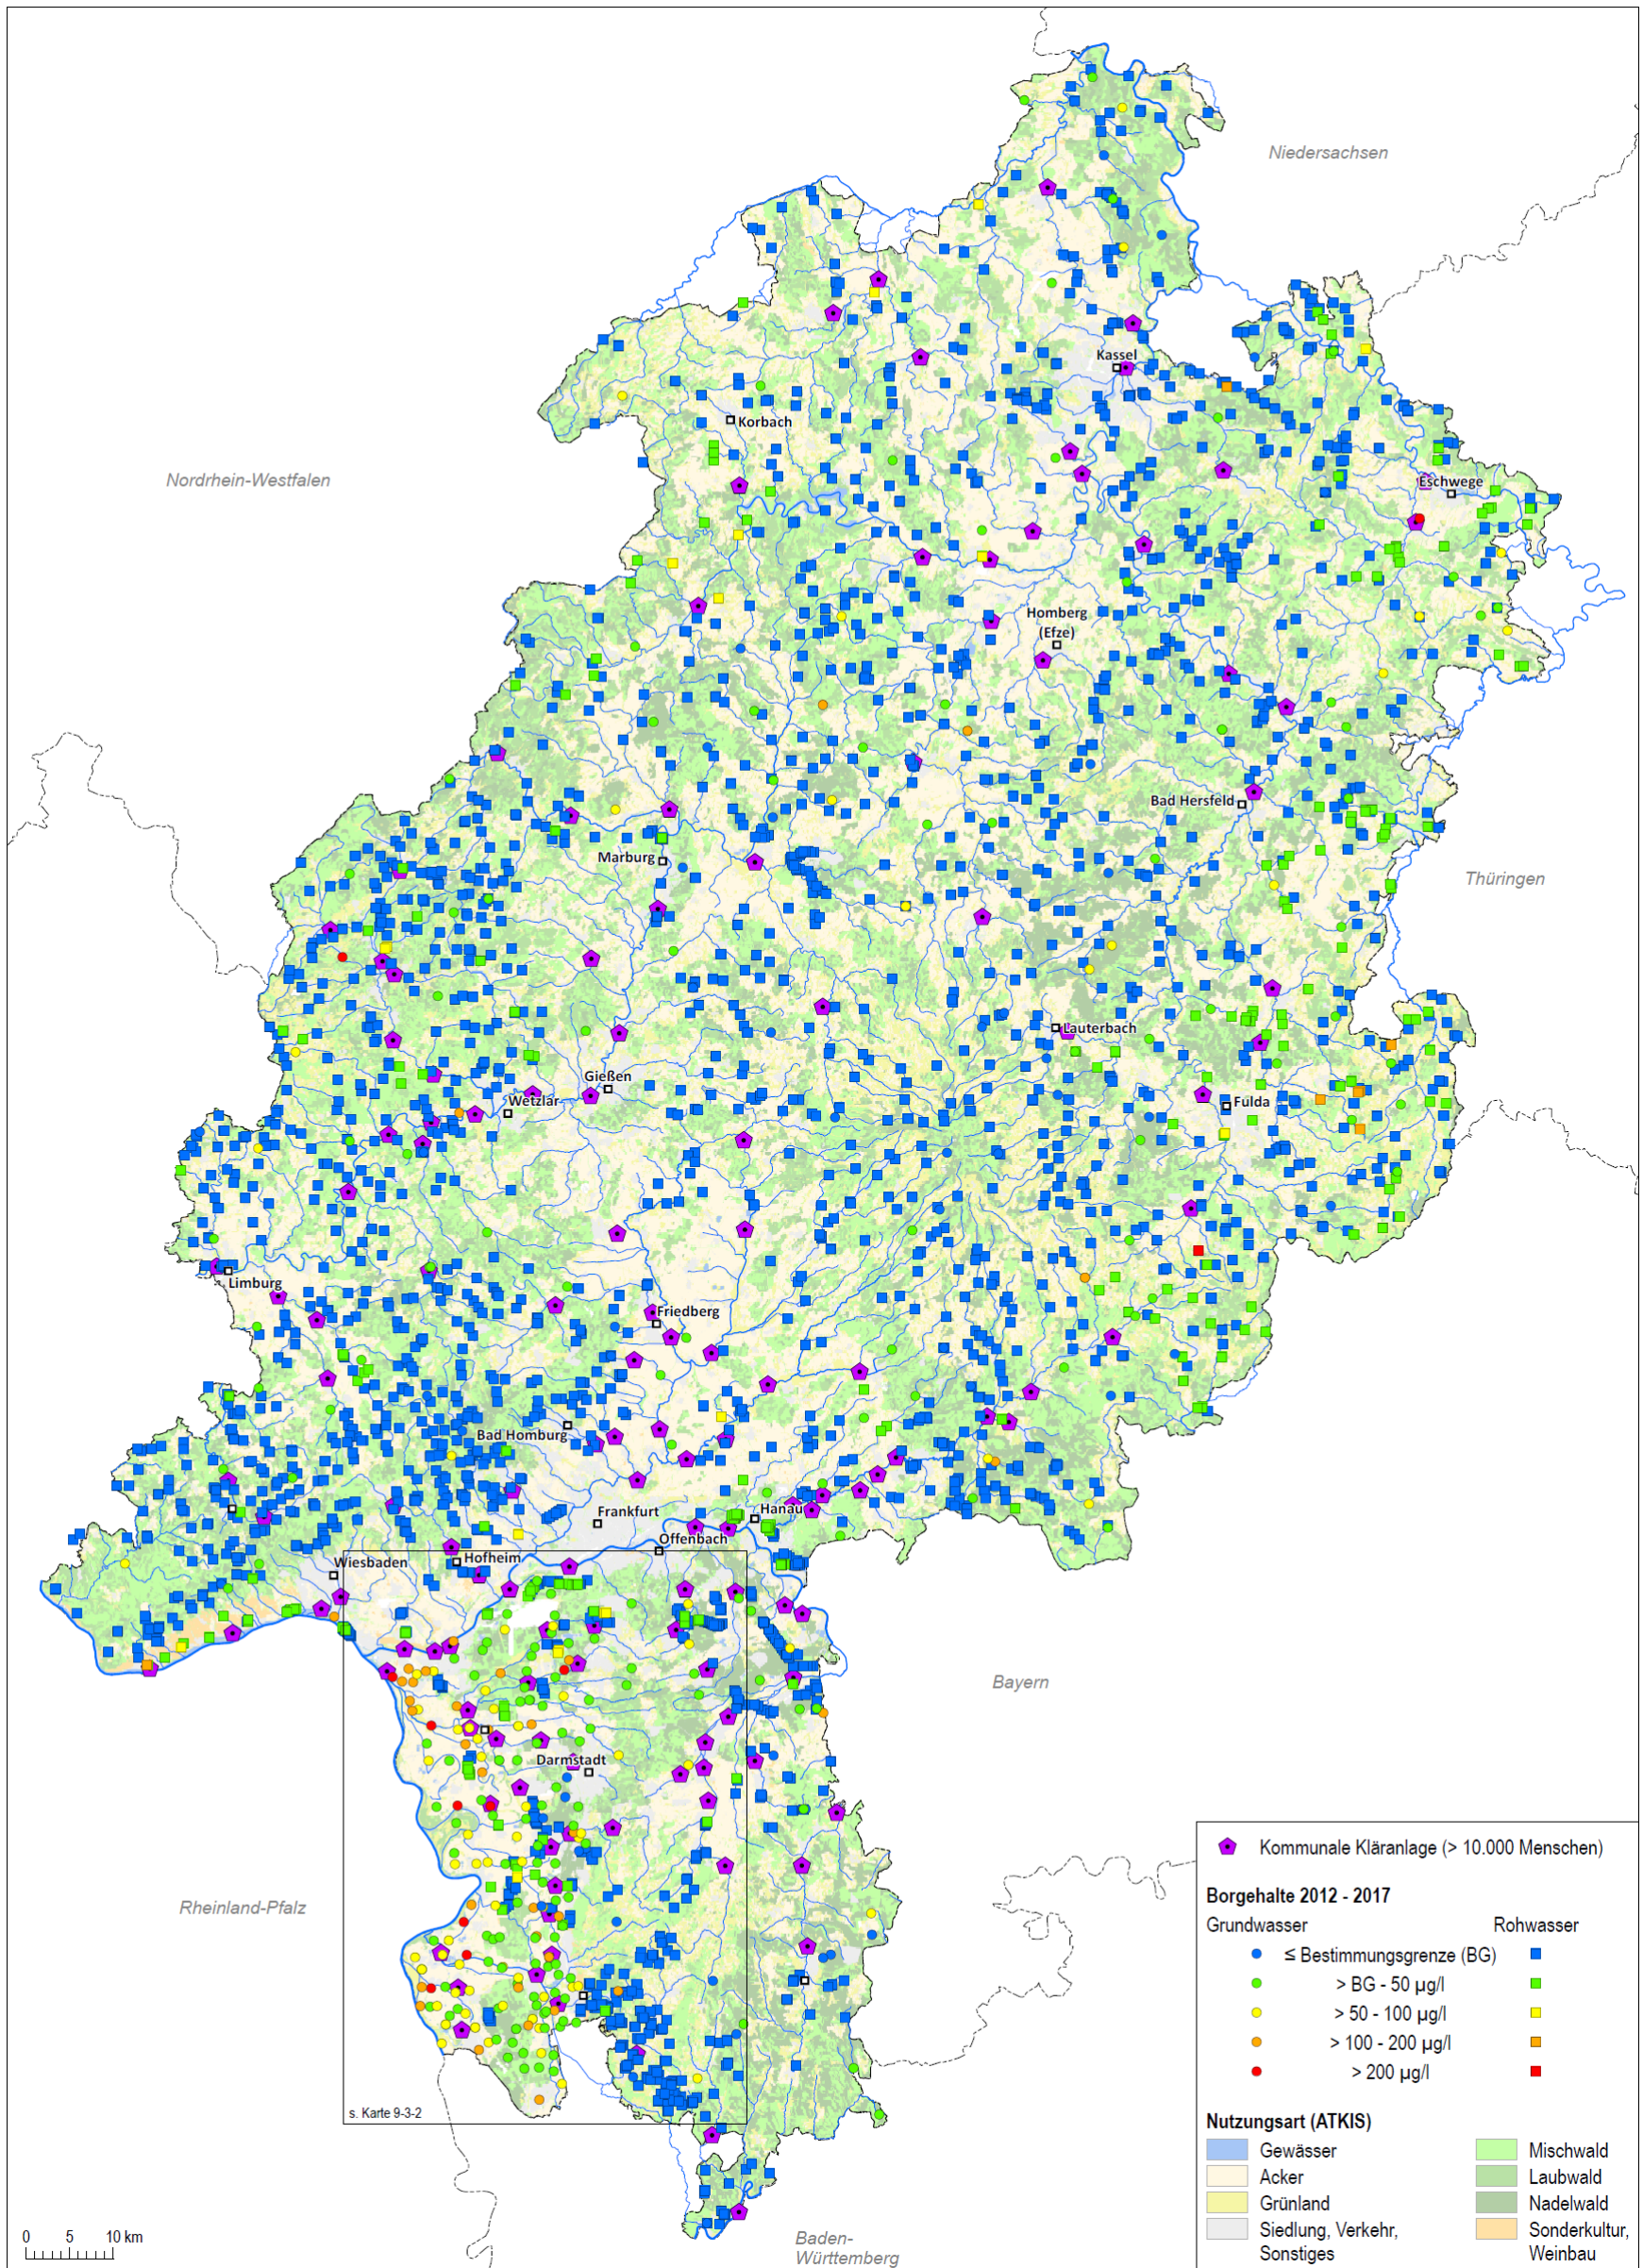 Niedersachsen
Kassel
Korbach
Nordrhein-Westfalen
Eschwege
Homberg
(Efze)
Bad Hersfeld
Marburg
Thüringen
Lauterbach
Gießen
Wetzlar
Fulda
Limburg
Friedberg
Bad Homburg
Frankfurt
Hanau
Offenbach
Wiesbaden
Hofheim
Bayern
Darmstadt
Rheinland-Pfalz
s. Karte 9-3-2
Baden-
Württemberg
0 5 10 km
Kommunale Kläranlage (> 10.000 Menschen)
Borgehalte 2012 - 2017
Grundwasser Rohwasser
≤ Bestimmungsgrenze (BG)
> BG - 50 µg/l
> 50 - 100 µg/l
> 100 - 200 µg/l
> 200 µg/l
Nutzungsart (ATKIS)
Gewässer Mischwald
Acker Laubwald
Grünland Nadelwald
Siedlung, Verkehr, Sonderkultur,
Sonstiges Weinbau